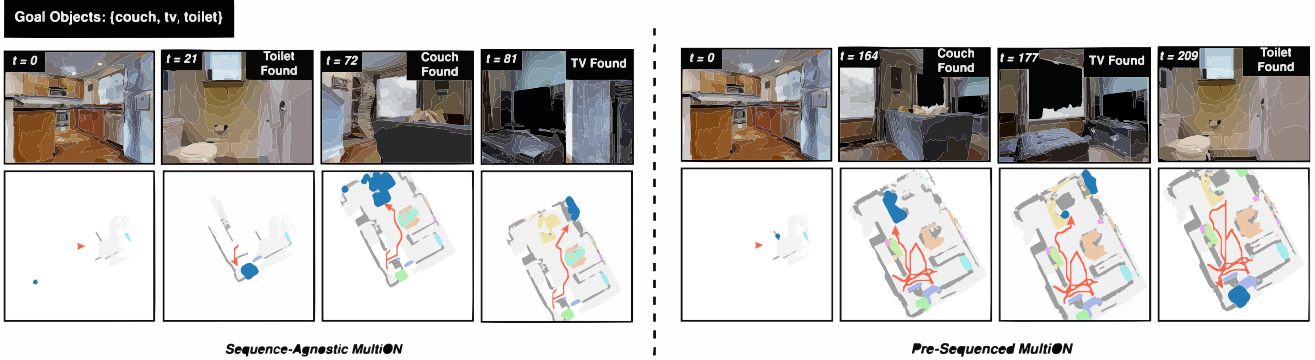 Goal Objects: {couch, tv, toilet}
t = 0
t = 21
Toilet
Found
t = 72
Couch
Found
t = 81
TV Found
t = 0
t = 164
Couch
Found
t = 177
TV Found
t = 209
Toilet
Found
Sequence-Agnostic MultiON
Pre-Sequenced MultiON